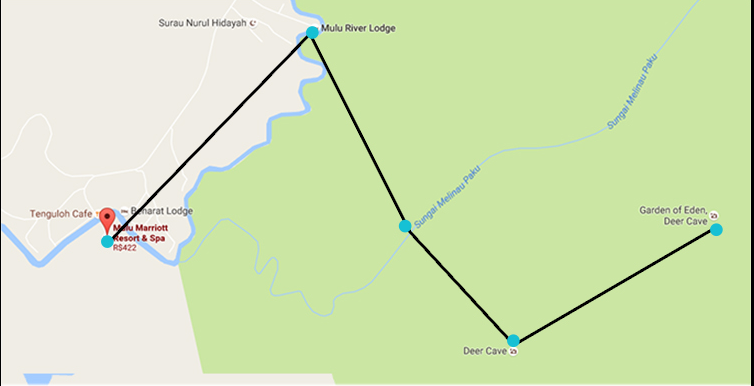 Surau Nurul Hidayah
Mulu River Lodge
Sungai Melinau Paku
Sungai Melinau Paku
Tenguloh Cafe
Benarat Lodge
Mulu Marriott
Resort & Spa
R$422
Garden of Eden,
Deer Cave
Deer Cave